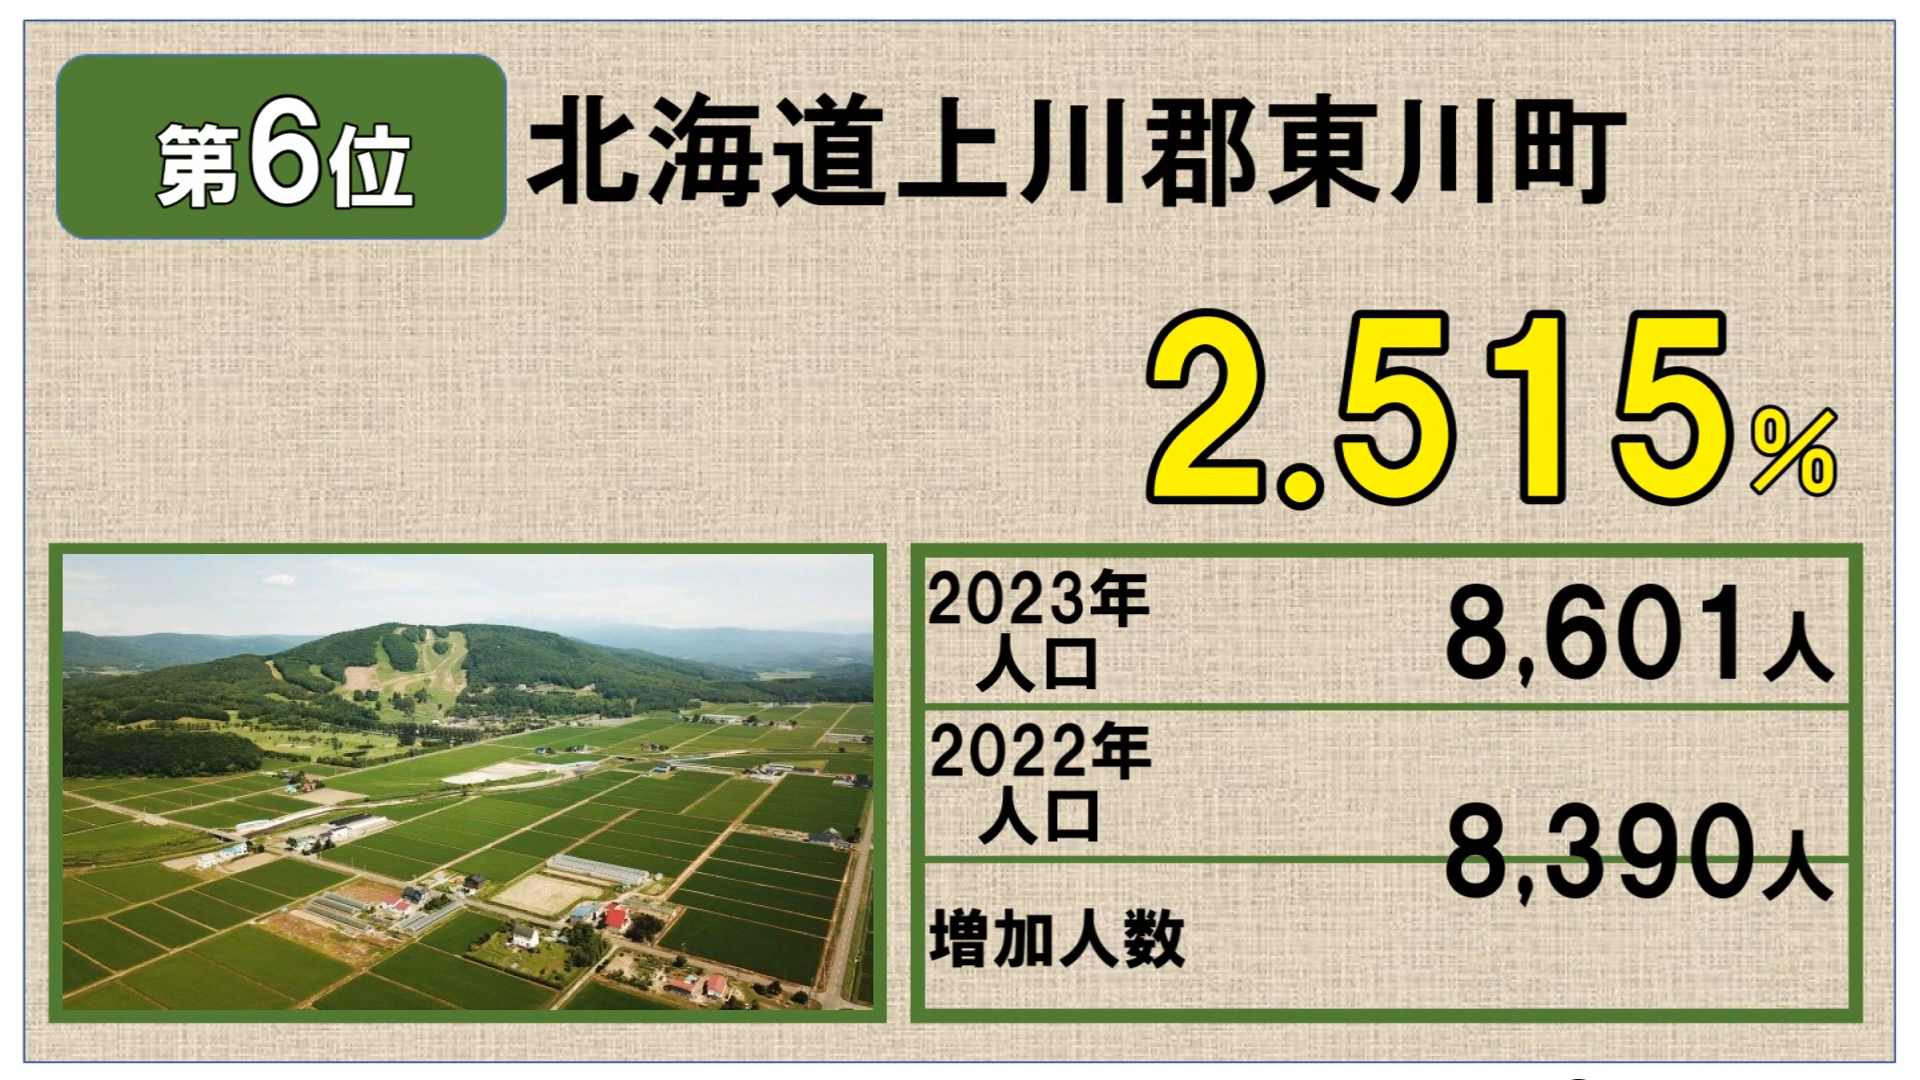 第6位
北海道上川郡東川町
2.515%
2023年
人口
8,601人
2022年
人口
8,390人
増加人数